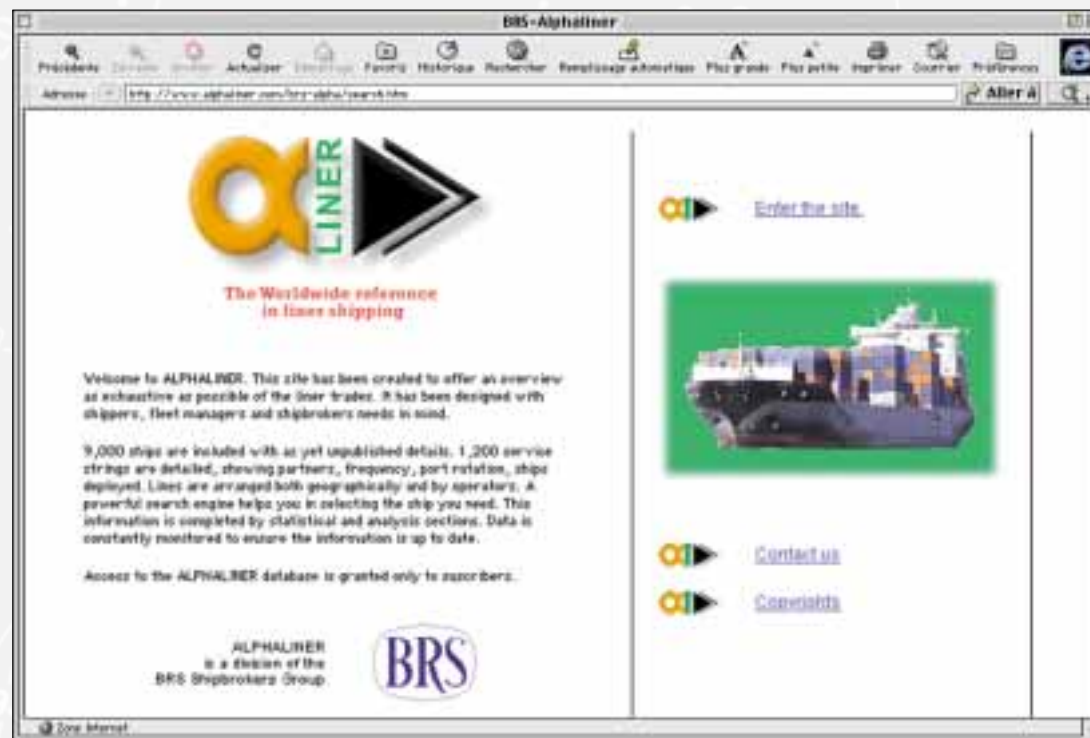 BRS-Alphaliner
Précédente Arrêter Actualiser Favoris Historique Rechercher Remplissage automatique Plus grande Plus petite Imprimer Courrier Préférences
Adresse http://www.alphaliner.com/brs-alpha/search.htm Aller à
LINER
The Worldwide reference
in liner shipping
Welcome to ALPHALINER. This site has been created to offer an overview
as exhaustive as possible of the liner trades. It has been designed with
shippers, fleet managers and shipbrokers needs in mind.
9,000 ships are included with as yet unpublished details. 1,200 service
strings are detailed, showing partners, frequency, port rotation, ships
deployed. Lines are arranged both geographically and by operators. A
powerful search engine helps you in selecting the ship you need. This
information is completed by statistical and analysis sections. Data is
constantly monitored to ensure the information is up to date.
Access to the ALPHALINER database is granted only to suscribers.
ALPHALINER
is a division of the
BRS Shipbrokers Group
BRS
Enter the site.
Contact us
Copyrights
Zone Internet